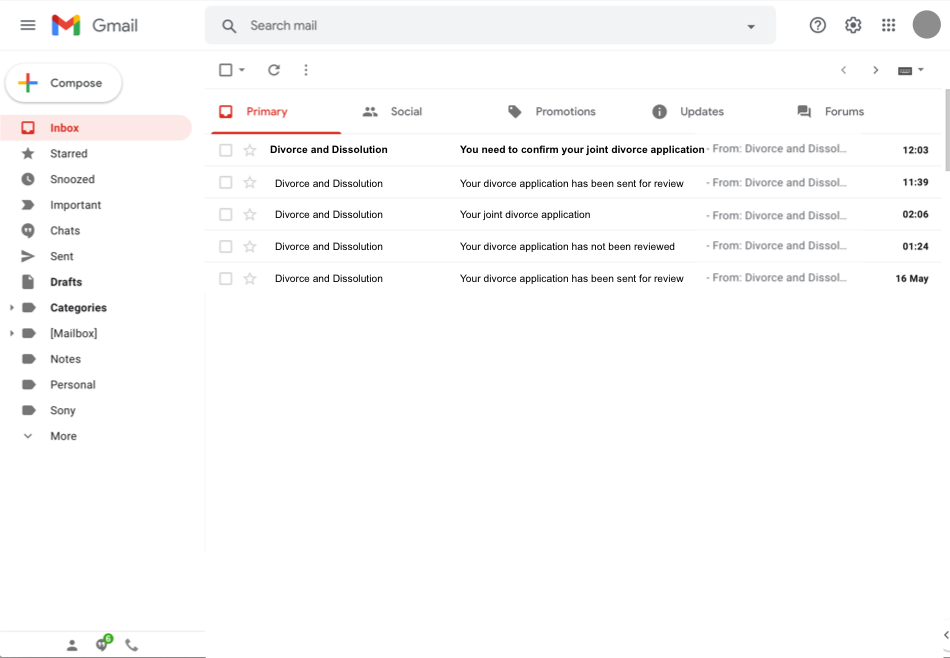 Gmail
Search mail
Compose
Inbox
Starred
Snoozed
Important
Chats
Sent
Drafts
Categories
[Mailbox]
Notes
Personal
Sony
More
6
Primary Social Promotions Updates Forums
Divorce and Dissolution You need to confirm your joint divorce application - From: Divorce and Dissol... 12:03
Divorce and Dissolution Your divorce application has been sent for review - From: Divorce and Dissol... 11:39
Divorce and Dissolution Your joint divorce application - From: Divorce and Dissol... 02:06
Divorce and Dissolution Your divorce application has not been reviewed - From: Divorce and Dissol... 01:24
Divorce and Dissolution Your divorce application has been sent for review - From: Divorce and Dissol... 16 May